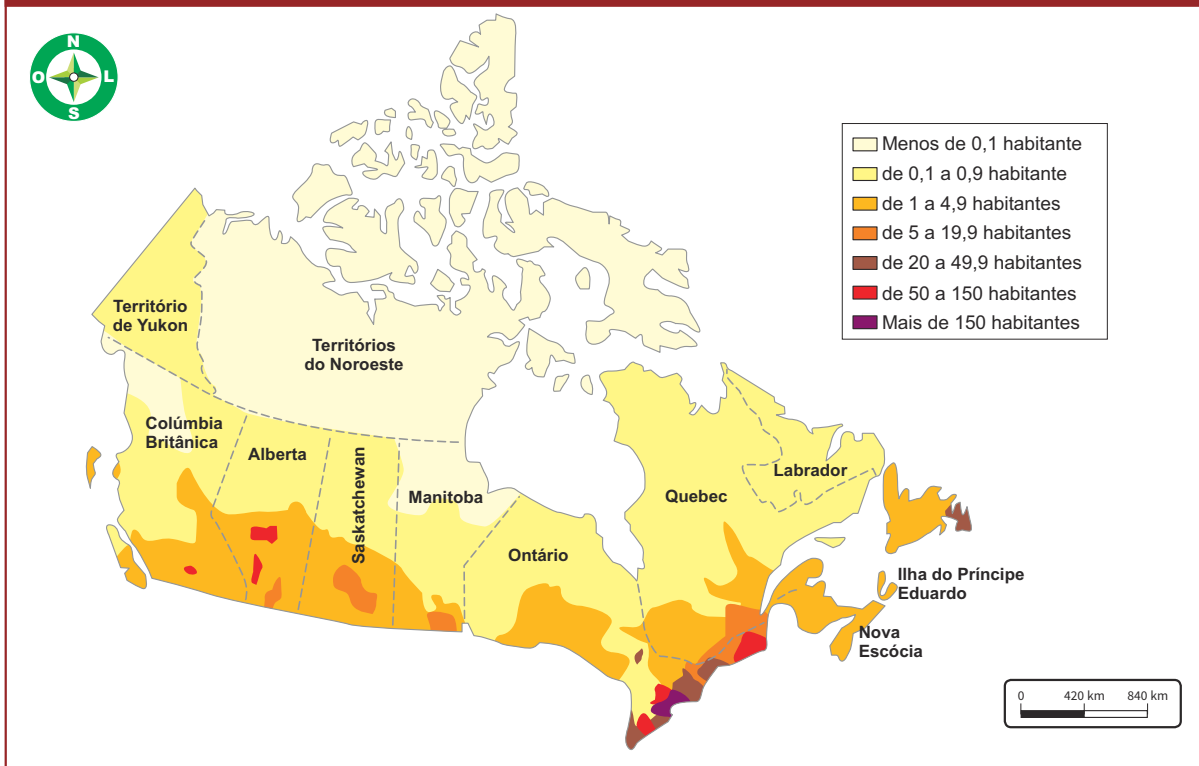 N
O L
S
Menos de 0,1 habitante
de 0,1 a 0,9 habitante
de 1 a 4,9 habitantes
de 5 a 19,9 habitantes
de 20 a 49,9 habitantes
de 50 a 150 habitantes
Mais de 150 habitantes
Território
de Yukon
Territórios
do Noroeste
Colúmbia
Britânica
Alberta
Saskatchewan
Manitoba
Ontário
Quebec
Labrador
Ilha do Príncipe
Eduardo
Nova
Escócia
0 420 km 840 km